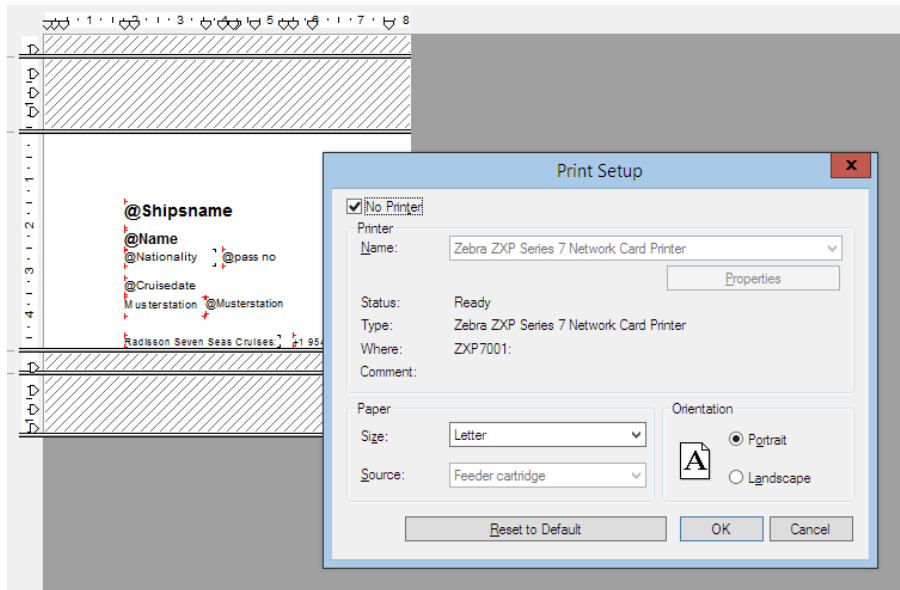 1 2 3 4 5 6 7 8
@Shipsname
@Name
@Nationality @pass no
@Cruisedate
Musterstation @Musterstation
Radisson Seven Seas Cruises: +1 954
1 2 3 4
Print Setup
x
No Printer
Printer
Name: Zebra ZXP Series 7 Network Card Printer
Properties
Status: Ready
Type: Zebra ZXP Series 7 Network Card Printer
Where: ZXP7001:
Comment:
Paper
Size: Letter
Source: Feeder cartridge
Orientation
A
Portrait
Landscape
Reset to Default OK Cancel